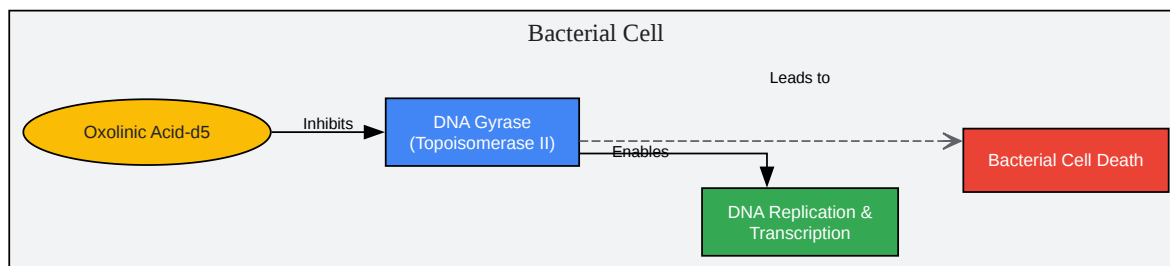 Bacterial Cell
Leads to
Oxolinic Acid-d5
Inhibits
DNA Gyrase
(Topoisomerase II)
Enables
Bacterial Cell Death
DNA Replication &
Transcription